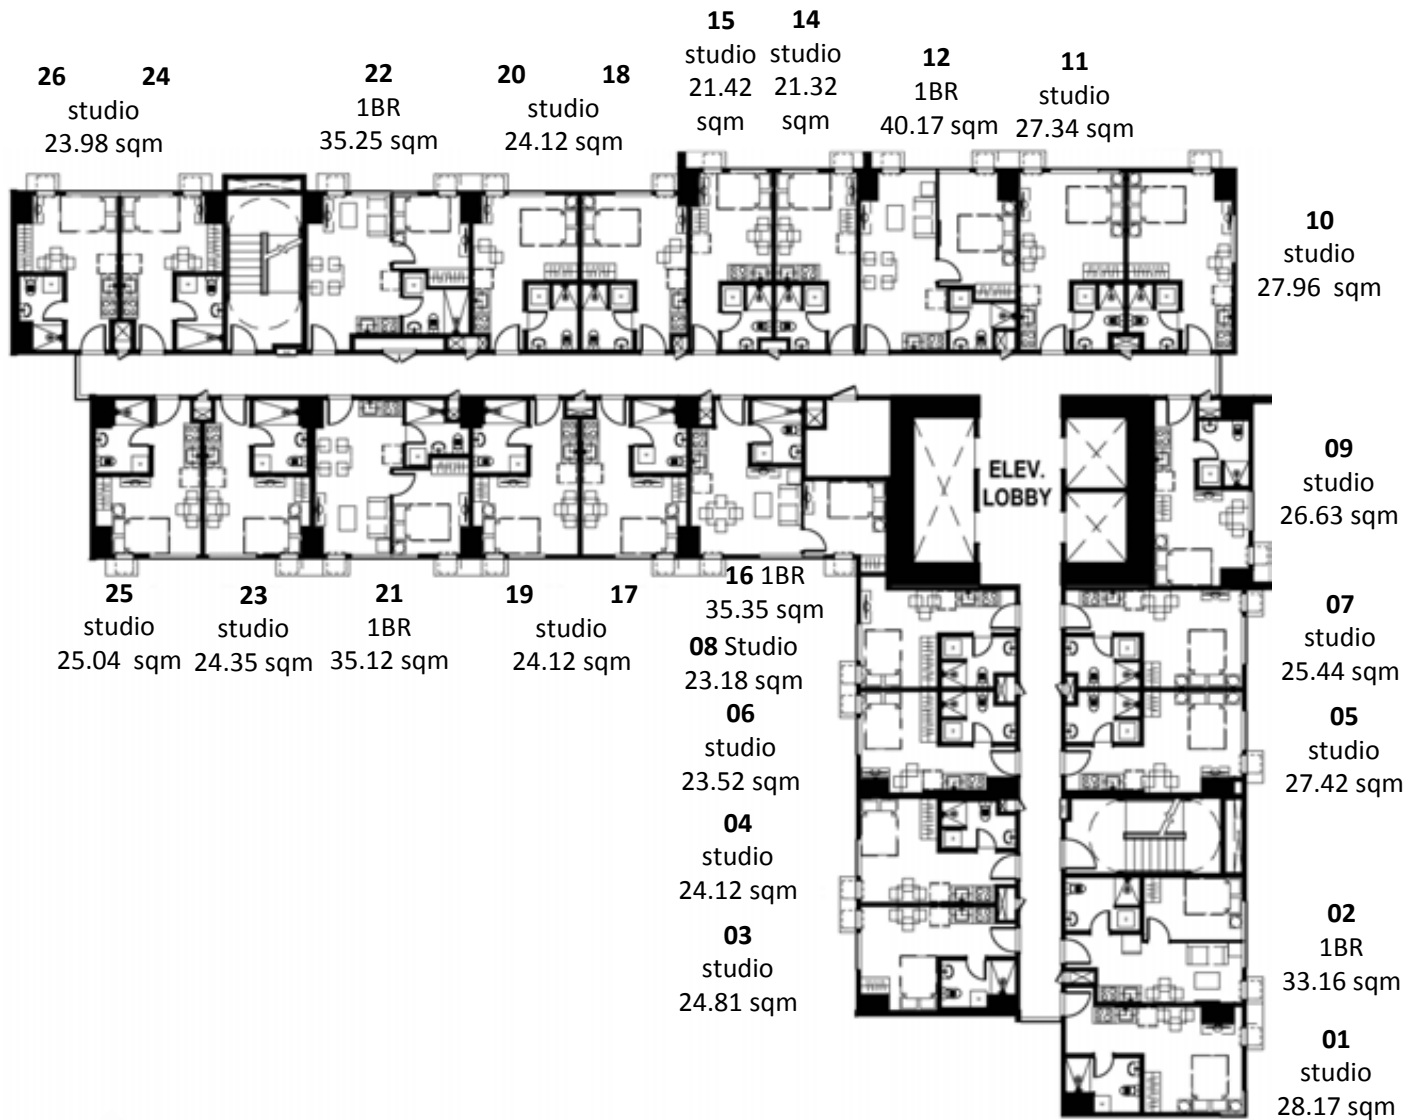 15
studio
21.42
sqm
14
studio
21.32
sqm
26 24
studio
23.98 sqm
22
1BR
35.25 sqm
20 18
studio
24.12 sqm
12
1BR
40.17 sqm
11
studio
27.34 sqm
10
studio
27.96 sqm
ELEV.
LOBBY
09
studio
26.63 sqm
25
studio
25.04 sqm
23
studio
24.35 sqm
21
1BR
35.12 sqm
19 17
studio
24.12 sqm
16 1BR
35.35 sqm
08 Studio
23.18 sqm
07
studio
25.44 sqm
06
studio
23.52 sqm
05
studio
27.42 sqm
04
studio
24.12 sqm
03
studio
24.81 sqm
02
1BR
33.16 sqm
01
studio
28.17 sqm